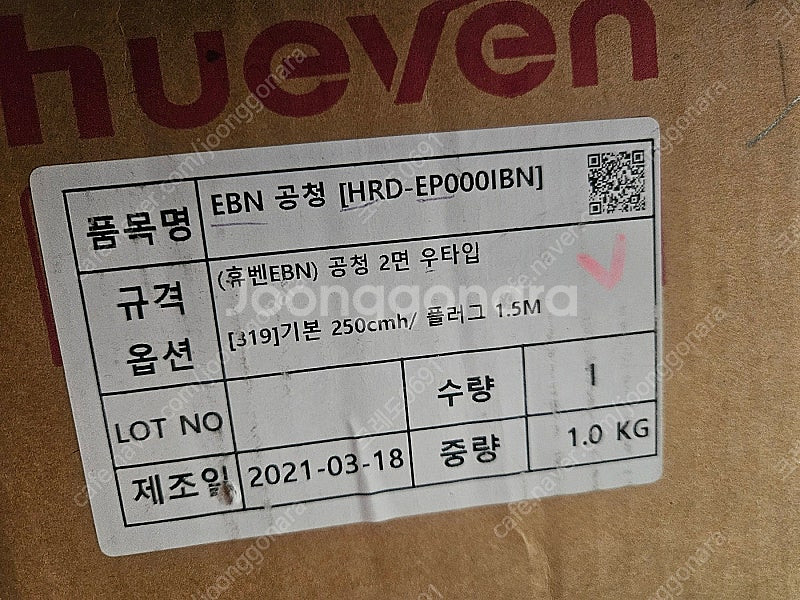 hueven
품목명 EBN 공청 [HRD-EP000IBN]
규격 (휴벤EBN) 공청 2면 우타입
옵션 [319]기본 250cmh/ 플러그 1.5M
LOT NO 수량 1
제조일 2021-03-18 중량 1.0 KG
Joonggonara